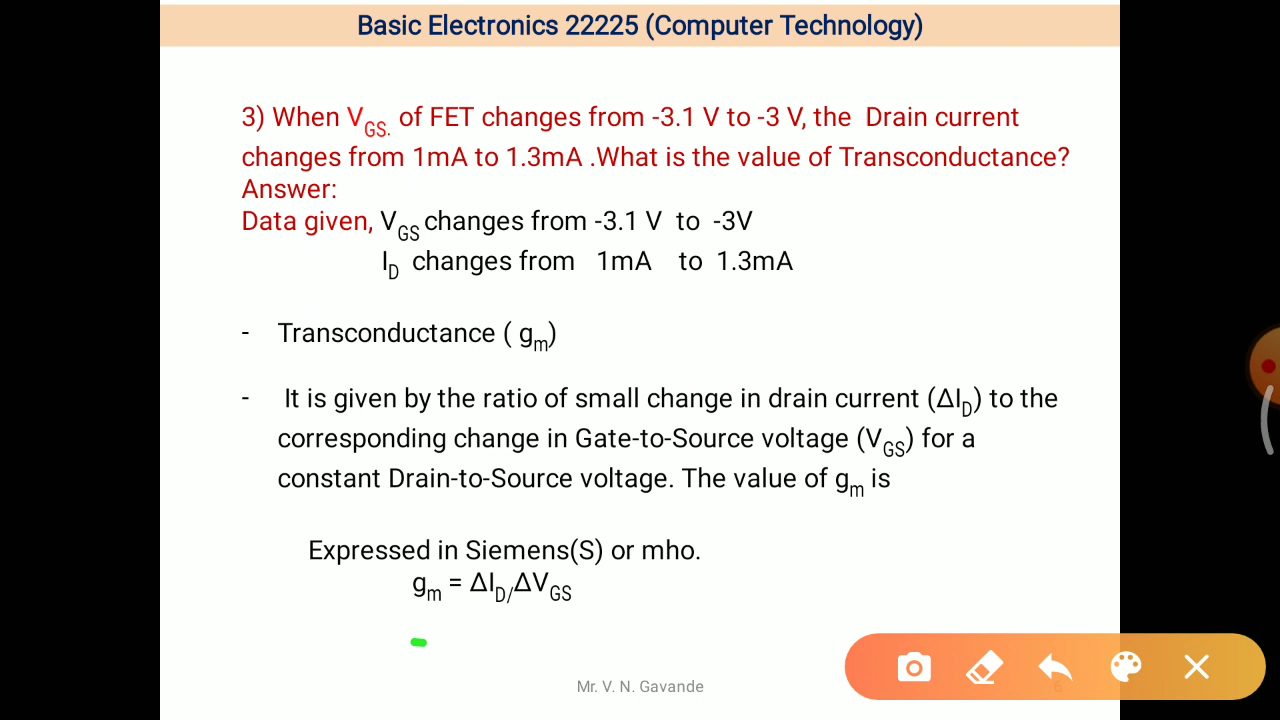 Basic Electronics 22225 (Computer Technology)
3) When VGS. of FET changes from -3.1 V to -3 V, the Drain current
changes from 1mA to 1.3mA .What is the value of Transconductance?
Answer:
Data given, VGS changes from -3.1 V to -3V
ID changes from 1mA to 1.3mA
- Transconductance ( gm)
- It is given by the ratio of small change in drain current (ΔID) to the
corresponding change in Gate-to-Source voltage (VGS) for a
constant Drain-to-Source voltage. The value of gm is
Expressed in Siemens(S) or mho.
gm = ΔID/ΔVGS
Mr. V. N. Gavande
6